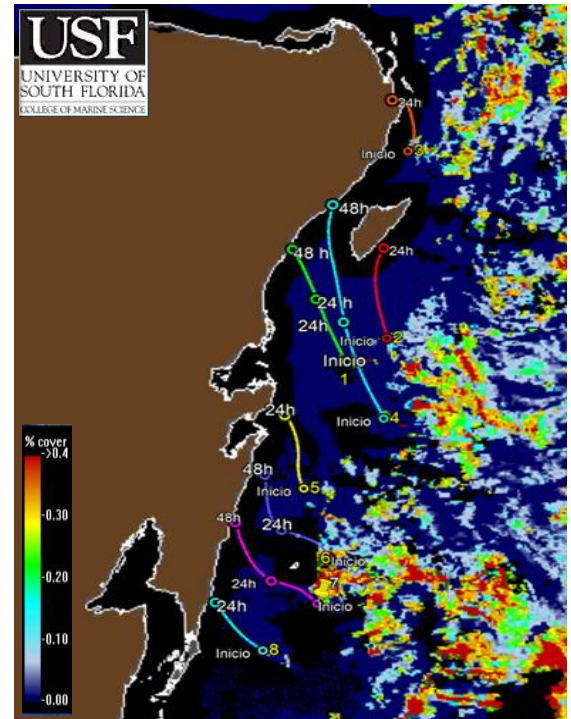 USF
UNIVERSITY OF
SOUTH FLORIDA
COLLEGE OF MARINE SCIENCE
24h
Inicio 3
48h
48 h
24h
24 h
24h
Inicio 2
Inicio
1
Inicio 4
24h
% cover
->0.4
-0.30
-0.20
-0.10
-0.00
48h
Inicio 5
48h
24h
6
Inicio
7
24h
Inicio
24h
Inicio 8